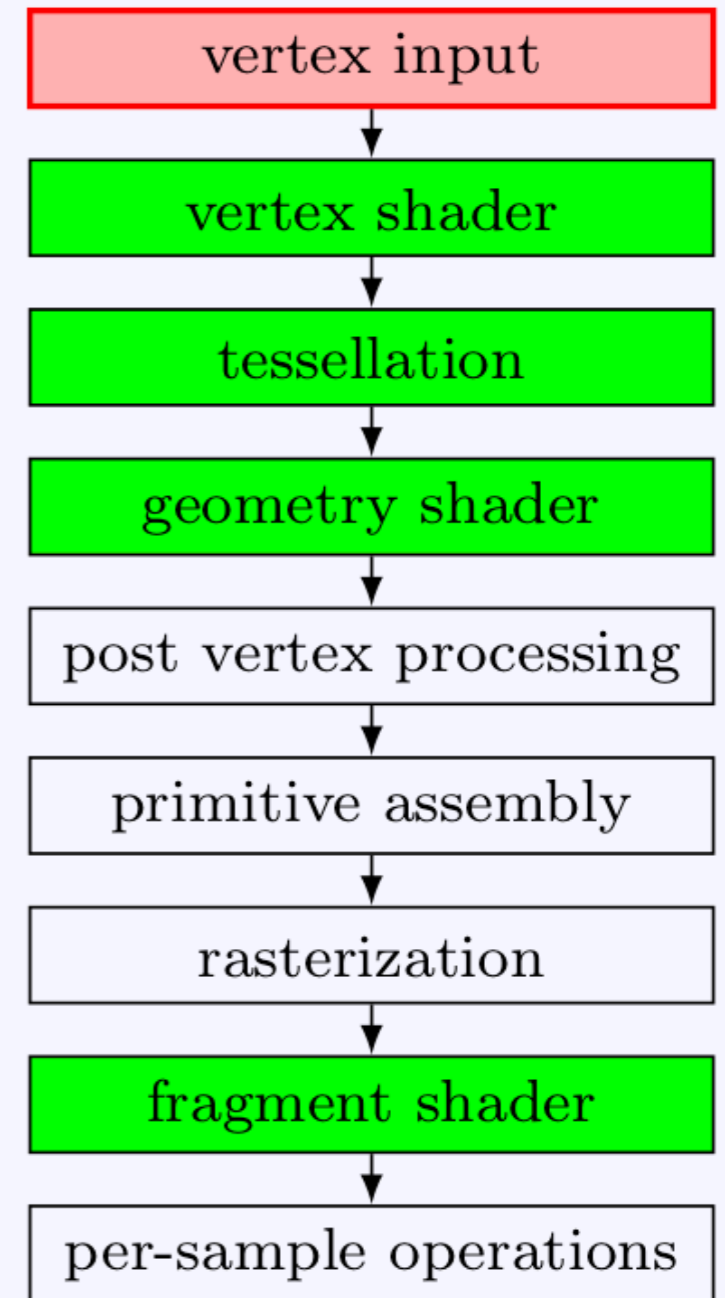 vertex input
vertex shader
tessellation
geometry shader
post vertex processing
primitive assembly
rasterization
fragment shader
per-sample operations